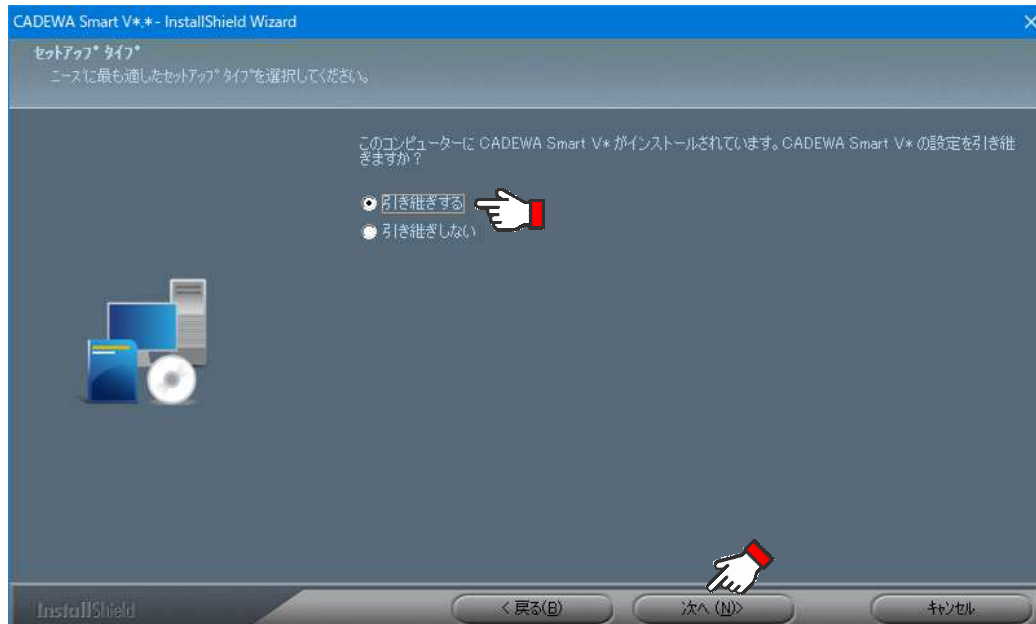 CADEWA Smart V*.* - InstallShield Wizard
セットアップ タイプ
ニーズに最も適したセットアップ タイプを選択してください。
このコンピューターに CADEWA Smart V* がインストールされています。CADEWA Smart V* の設定を引き継
ぎますか？
引き継ぎする
引き継ぎしない
InstallShield
< 戻る(B)
次へ (N)>
キャンセル